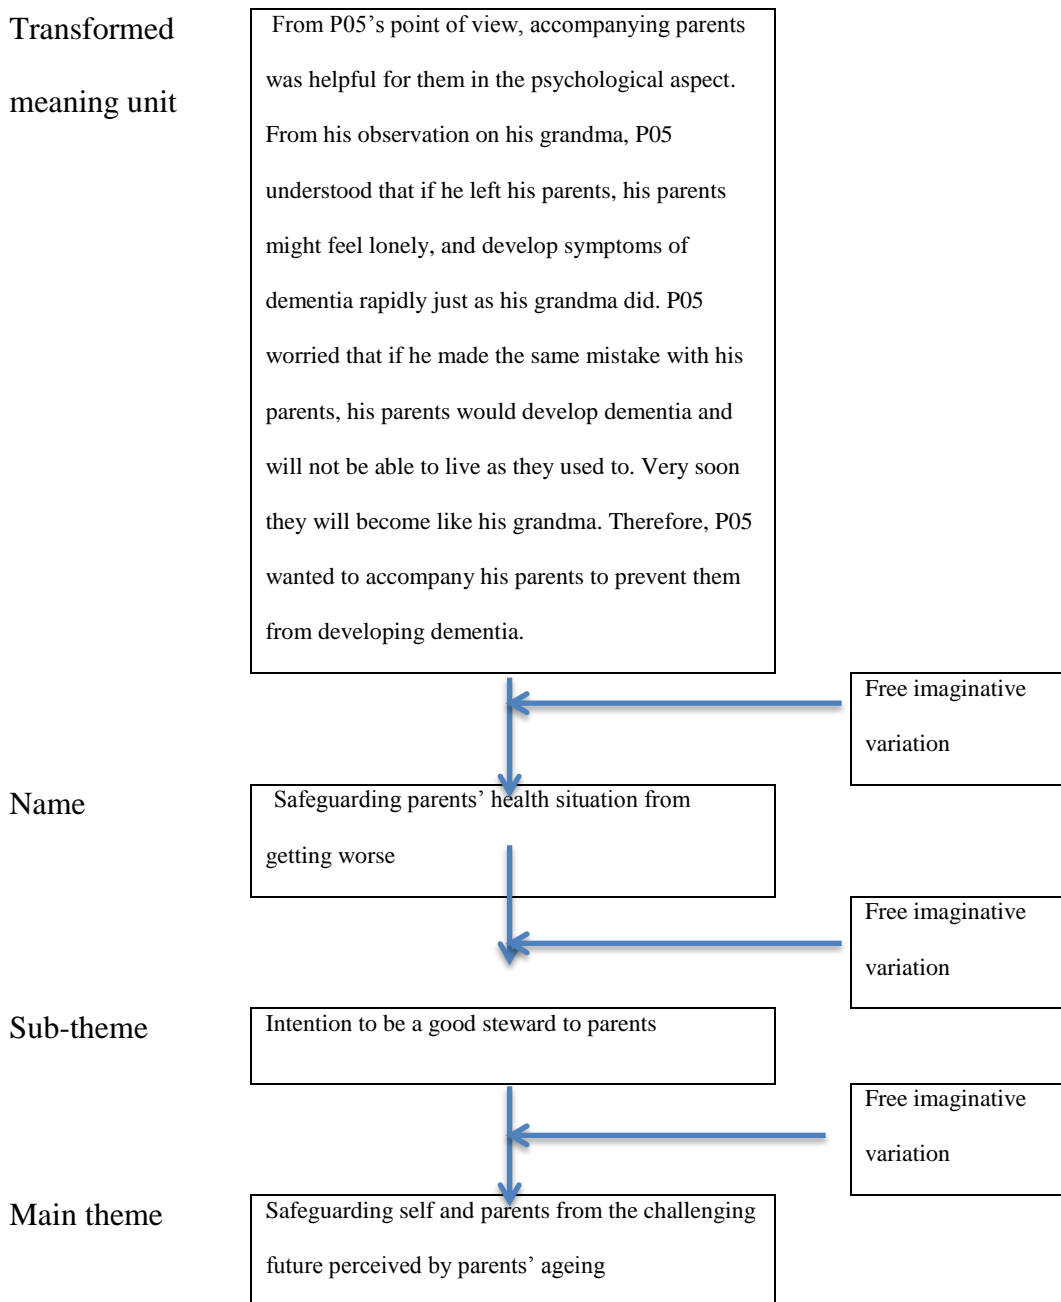 Transformed
meaning unit
From P05’s point of view, accompanying parents
was helpful for them in the psychological aspect.
From his observation on his grandma, P05
understood that if he left his parents, his parents
might feel lonely, and develop symptoms of
dementia rapidly just as his grandma did. P05
worried that if he made the same mistake with his
parents, his parents would develop dementia and
will not be able to live as they used to. Very soon
they will become like his grandma. Therefore, P05
wanted to accompany his parents to prevent them
from developing dementia.
Free imaginative
variation
Name
Safeguarding parents’ health situation from
getting worse
Free imaginative
variation
Sub-theme
Intention to be a good steward to parents
Free imaginative
variation
Main theme
Safeguarding self and parents from the challenging
future perceived by parents’ ageing